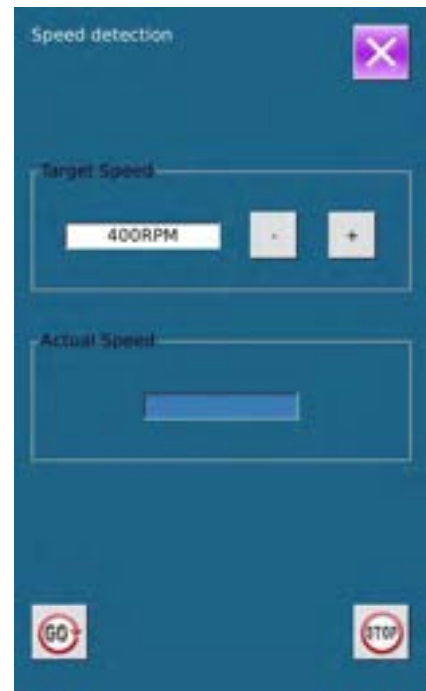 Speed detection
Target Speed
400RPM
-
+
Actual Speed
GO
STOP